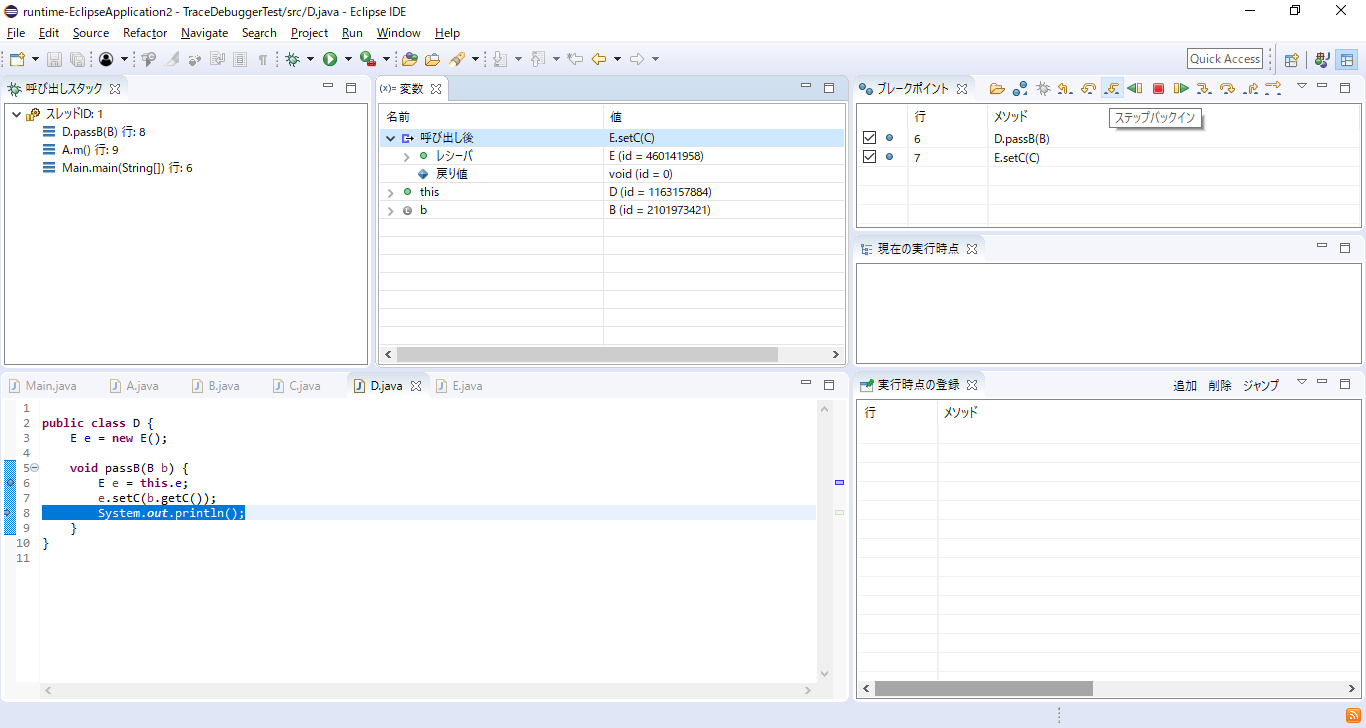 runtime-EclipseApplication2 - TraceDebuggerTest/src/D.java - Eclipse IDE
File Edit Source Refactor Navigate Search Project Run Window Help
Quick Access
呼び出しスタック
スレッドID: 1
D.passB(B) 行: 8
A.m() 行: 9
Main.main(String[]) 行: 6
(x)= 変数
名前 値
呼び出し後 E.setC(C)
レシーバ E (id = 460141958)
戻り値 void (id = 0)
this D (id = 1163157884)
b B (id = 2101973421)
ブレークポイント
ステップバックイン
行 メソッド
6 D.passB(B)
7 E.setC(C)
現在の実行時点
Main.java A.java B.java C.java D.java E.java
1
2 public class D {
3 E e = new E();
4
5 void passB(B b) {
6 E e = this.e;
7 e.setC(b.getC());
8 System.out.println();
9 }
10 }
11
実行時点の登録 追加 削除 ジャンプ
行 メソッド